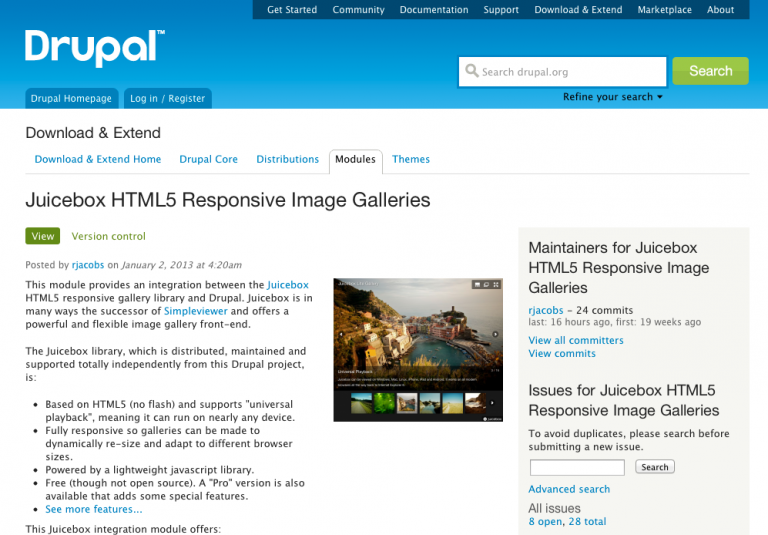 Get Started Community Documentation Support Download & Extend Marketplace About
Drupal™
Search drupal.org
Search
Refine your search
Drupal Homepage
Log in / Register
Download & Extend
Download & Extend Home Drupal Core Distributions Modules Themes
Juicebox HTML5 Responsive Image Galleries
View Version control
Posted by rjacobs on January 2, 2013 at 4:20am
This module provides an integration between the Juicebox
HTML5 responsive gallery library and Drupal. Juicebox is in
many ways the successor of Simpleviewer and offers a
powerful and flexible image gallery front-end.
The Juicebox library, which is distributed, maintained and
supported totally independently from this Drupal project,
is:
• Based on HTML5 (no flash) and supports "universal
playback", meaning it can run on nearly any device.
• Fully responsive so galleries can be made to
dynamically re-size and adapt to different browser
sizes.
• Powered by a lightweight javascript library.
• Free (though not open source). A "Pro" version is also
available that adds some special features.
• See more features...
This Juicebox integration module offers:
Universal Playback
Maintainers for Juicebox
HTML5 Responsive Image
Galleries
rjacobs - 24 commits
last: 16 hours ago, first: 19 weeks ago
View all committers
View commits
Issues for Juicebox HTML5
Responsive Image Galleries
To avoid duplicates, please search before
submitting a new issue.
Search
Advanced search
All issues
8 open, 28 total